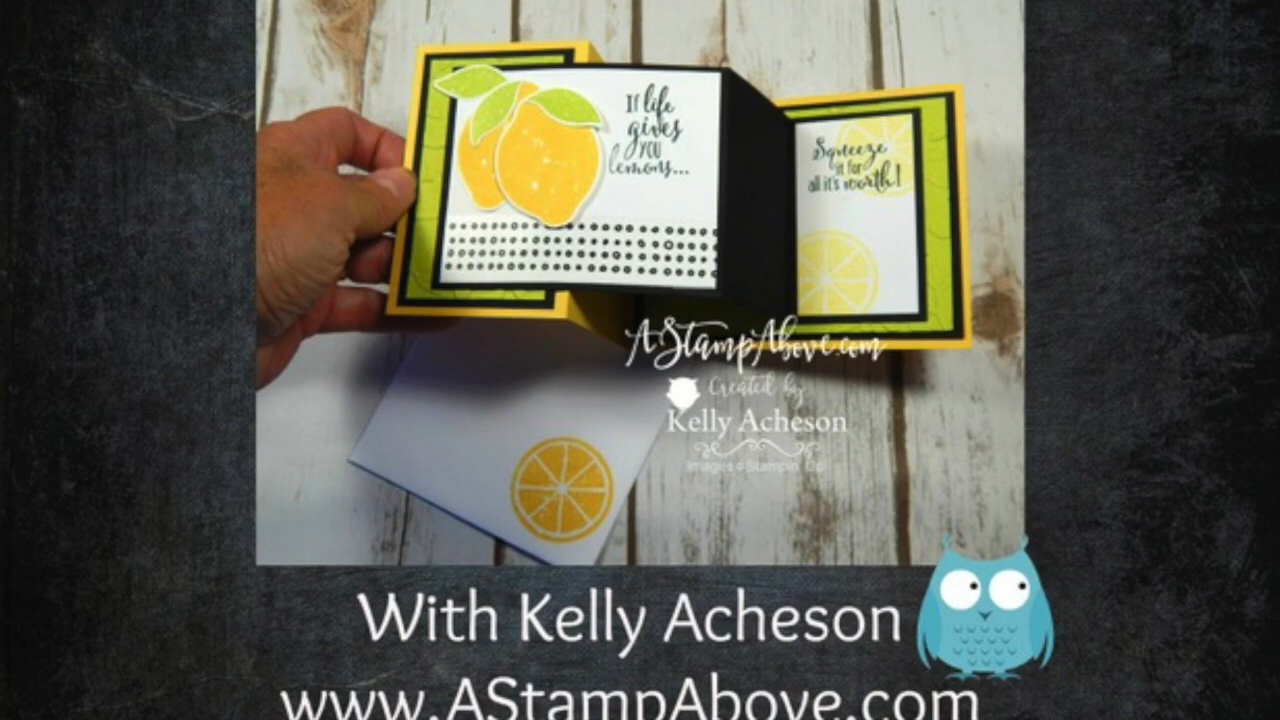 If life
gives
you
lemons...
Squeeze
it for
all it's worth!
AStampAbove.com
Created by
Kelly Acheson
Images©Stampin' Up!
With Kelly Acheson
www.AStampAbove.com